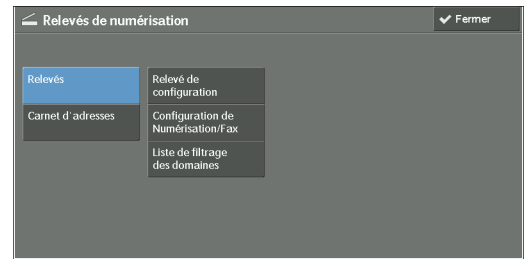 Relevés de numérisation
Fermer
Relevés
Carnet d`adresses
Relevé de
configuration
Configuration de
Numérisation/Fax
Liste de filtrage
des domaines